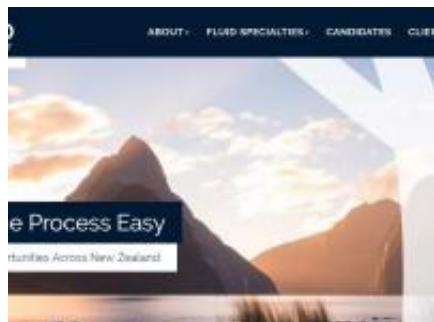 ABOUT FLUID SPECIALTIES CANDIDATES CLIE
e Process Easy
rtunities Across New Zealand